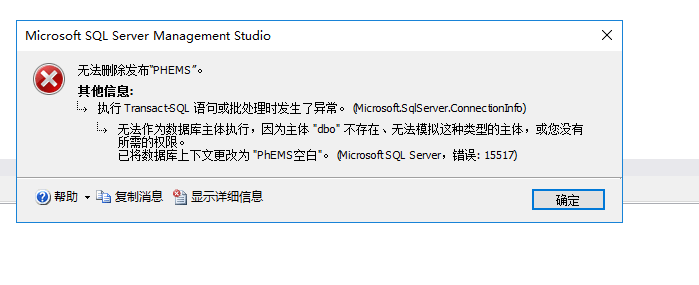 Microsoft SQL Server Management Studio
无法删除发布"PHEMS"。
其他信息:
执行 Transact-SQL 语句或批处理时发生了异常。 (Microsoft.SqlServer.ConnectionInfo)
无法作为数据库主体执行，因为主体 "dbo" 不存在、无法模拟这种类型的主体，或您没有
所需的权限。
已将数据库上下文更改为 "PhEMS空白"。 (Microsoft SQL Server，错误: 15517)
帮助 复制消息 显示详细信息 确定